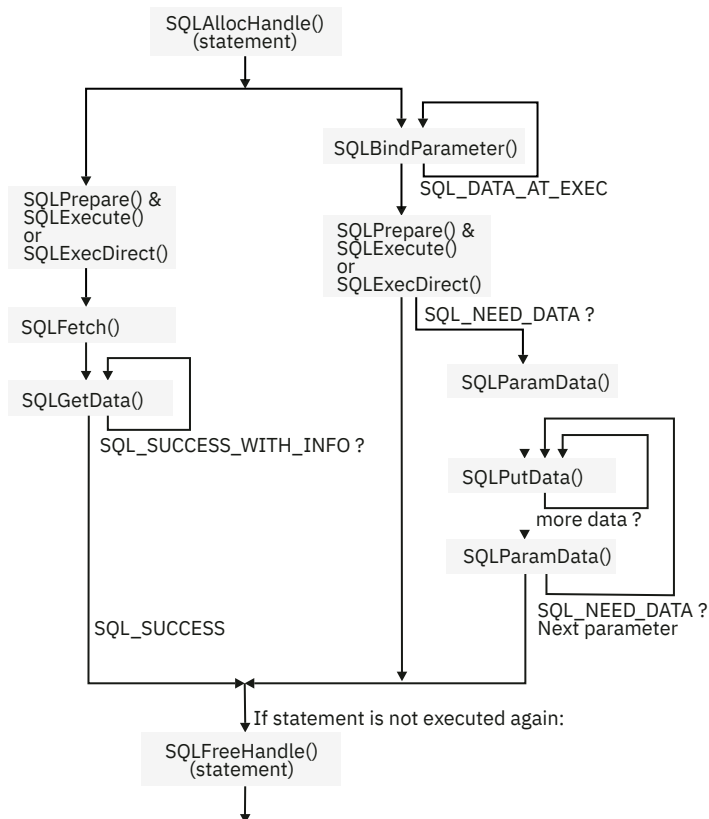 SQLAllocHandle()
(statement)
SQLBindParameter()
SQL_DATA_AT_EXEC
SQLPrepare() &
SQLExecute()
or
SQLExecDirect()
SQLPrepare() &
SQLExecute()
or
SQLExecDirect()
SQL_NEED_DATA ?
SQLFetch()
SQLParamData()
SQLGetData()
SQL_SUCCESS_WITH_INFO ?
SQLPutData()
more data ?
SQLParamData()
SQL_NEED_DATA ?
Next parameter
SQL_SUCCESS
If statement is not executed again:
SQLFreeHandle()
(statement)